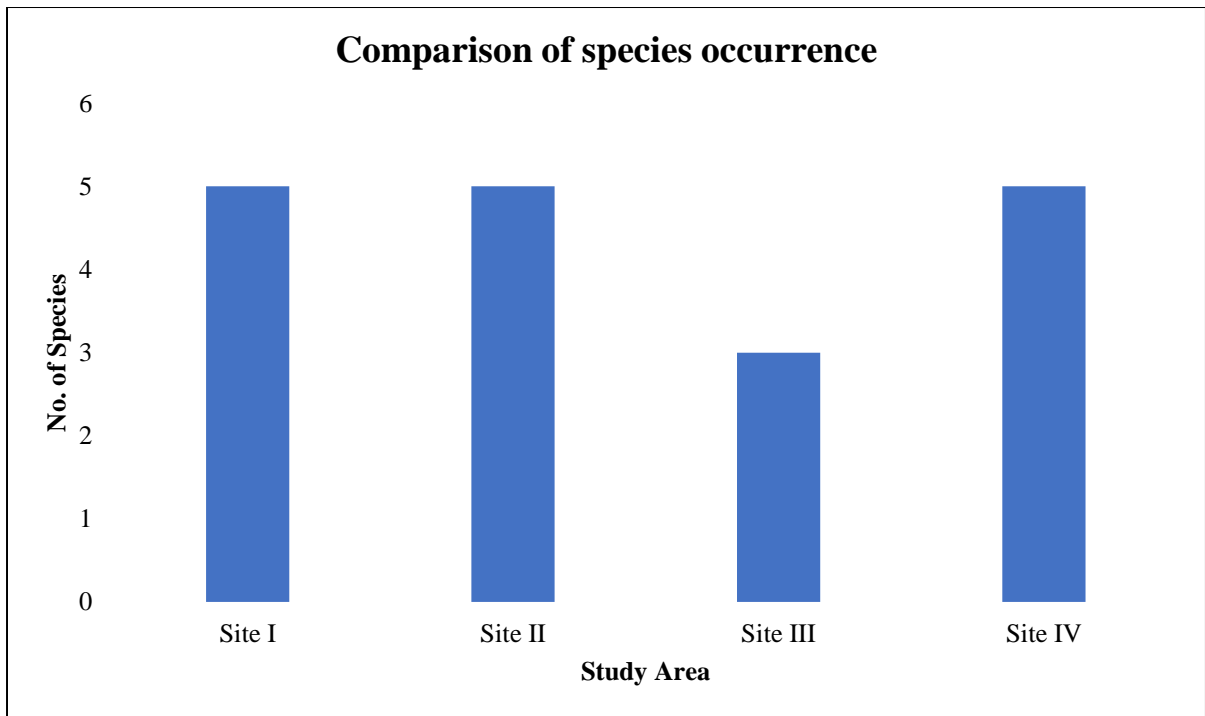 Comparison of species occurrence
6
5
4
3
2
1
0
No. of Species
Site I Site II Site III Site IV
Study Area